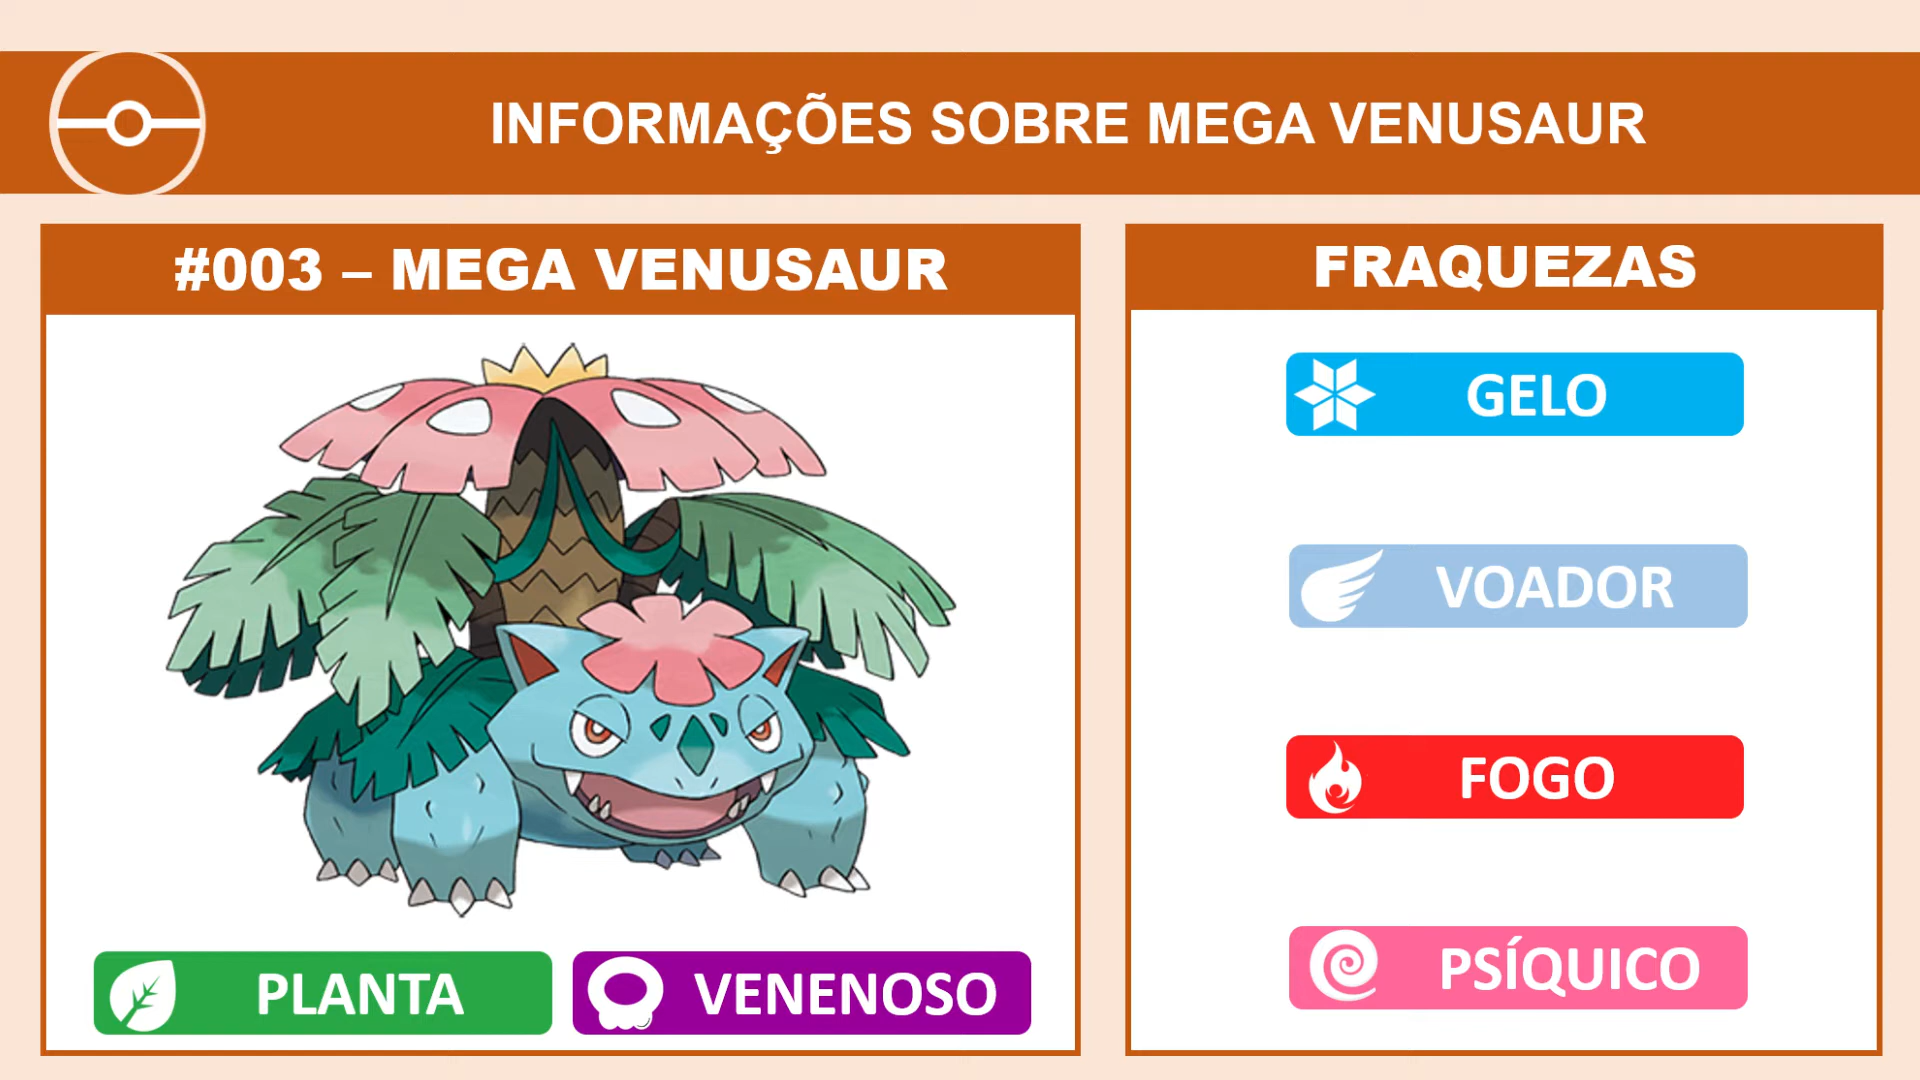 INFORMAÇÕES SOBRE MEGA VENUSAUR
#003 – MEGA VENUSAUR
PLANTA
VENENOSO
FRAQUEZAS
GELO
VOADOR
FOGO
PSÍQUICO